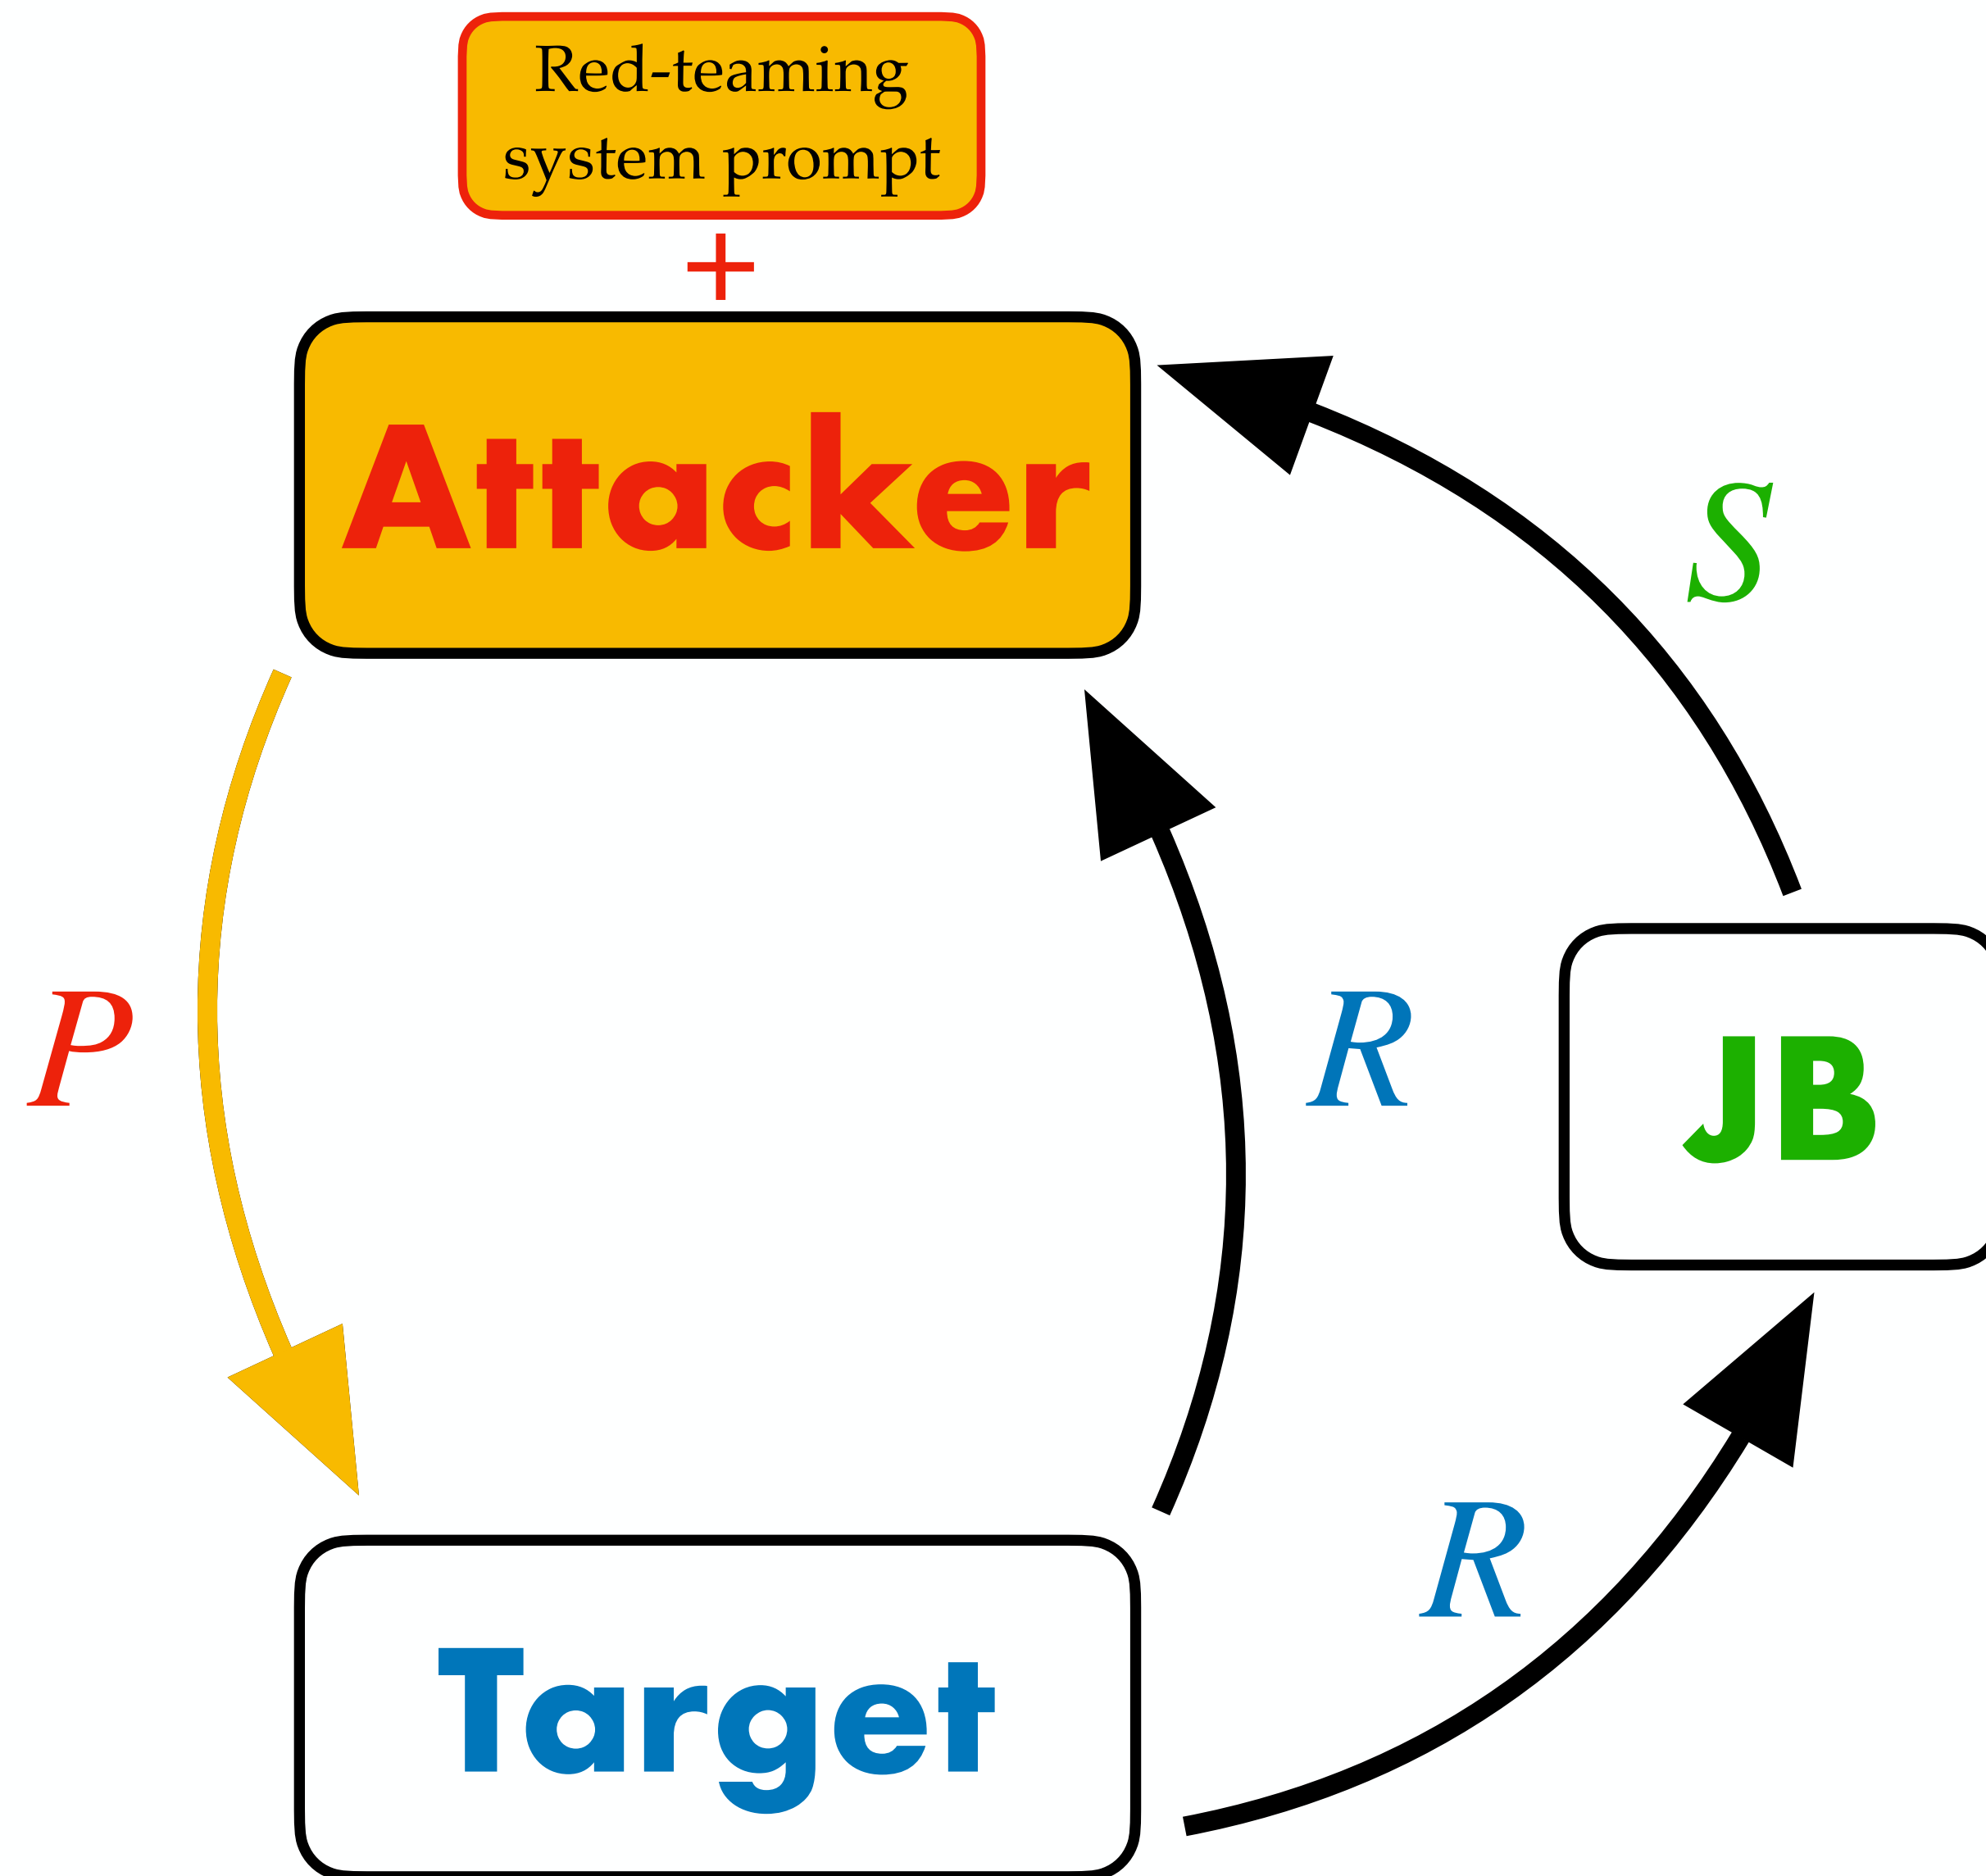 Red-teaming
system prompt
+
Attacker
S
P
R
JB
R
Target